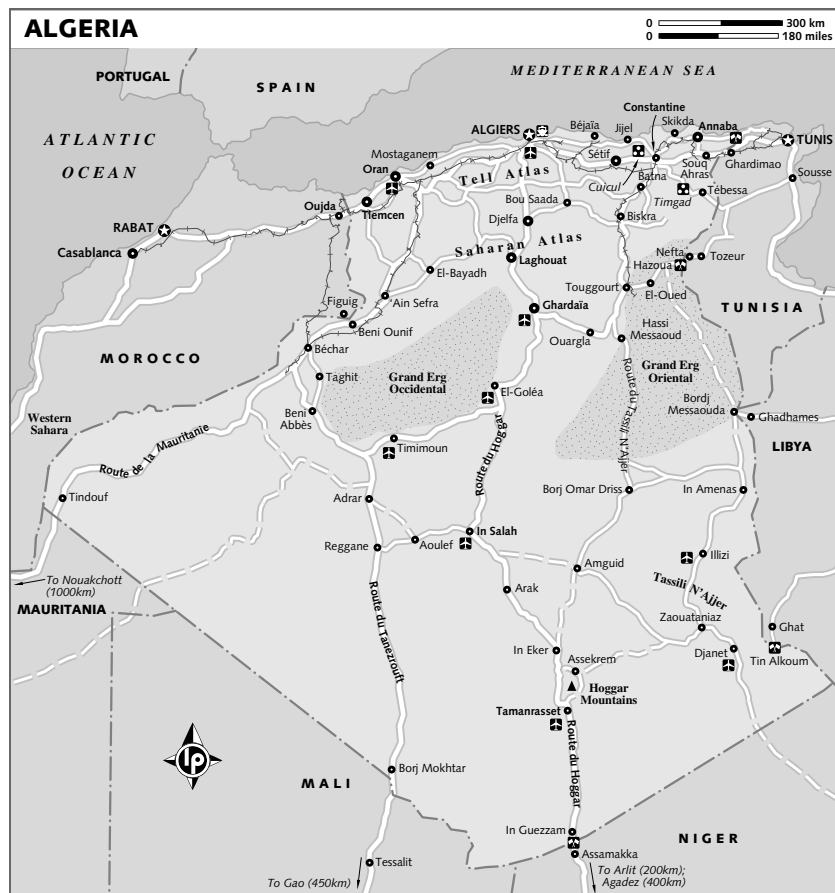 ALGERIA
0 300 km
0 180 miles
PORTUGAL
SPAIN
MEDITERRANEAN SEA
ATLANTIC
OCEAN
ALGIERS
Béjaïa
Jijel
Constantine
Skikda
Annaba
TUNIS
Mostaganem
Sétif
Souq
Ahras
Ghardimao
Oran
Tell Atlas
Cuicul
Batna
Timgad
Tébessa
Sousse
Oujda
Tlemcen
Bou Saada
Biskra
RABAT
Djelfa
Casablanca
Saharan Atlas
Laghouat
Nefta
Hazoua
Tozeur
El-Bayadh
Touggourt
El-Oued
TUNISIA
Figuig
Ain Sefra
Ghardaïa
Beni Ounif
Ouargla
Hassi
Messaoud
MOROCCO
Béchar
Taghit
Grand Erg
Occidental
El-Goléa
Grand Erg
Oriental
Route du Tassili N'Ajjer
Beni
Abbès
Bordj
Messaouda
Ghadhames
Western
Sahara
Route de la Mauritanie
Timimoun
Route du Hoggar
LIBYA
Tindouf
Adrar
Borj Omar Driss
In Amenas
In Salah
Reggane
Aoulef
Amguid
Illizi
To Nouakchott
(1000km)
MAURITANIA
Arak
Tassili N'Ajjer
Route du Tanezrouft
Zaouataniaz
Ghat
In Eker
Assekrem
Djanet
Tin Alkoum
Hoggar
Mountains
Tamanrasset
Route du Hoggar
lp
MALI
Borj Mokhtar
In Guezzam
NIGER
Assamakka
Tessalit
To Gao (450km)
To Arlit (200km);
Agadez (400km)